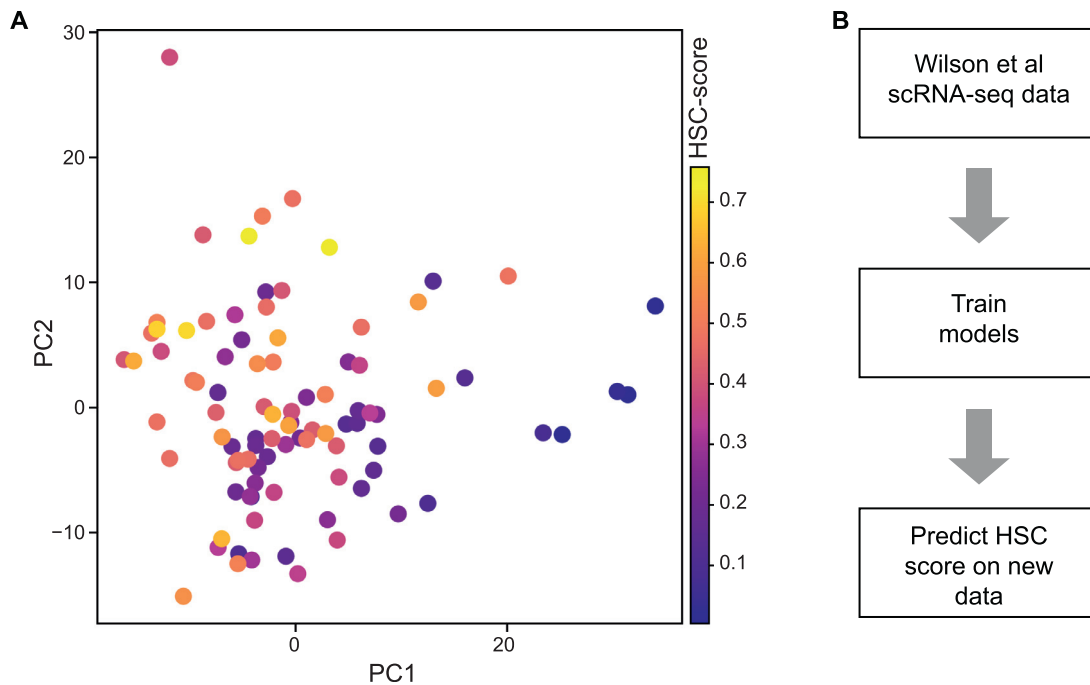 A
30
20
10
0
−10
PC2
0
20
PC1
HSC-score
0.7
0.6
0.5
0.4
0.3
0.2
0.1
B
Wilson et al
scRNA-seq data
Train
models
Predict HSC
score on new
data